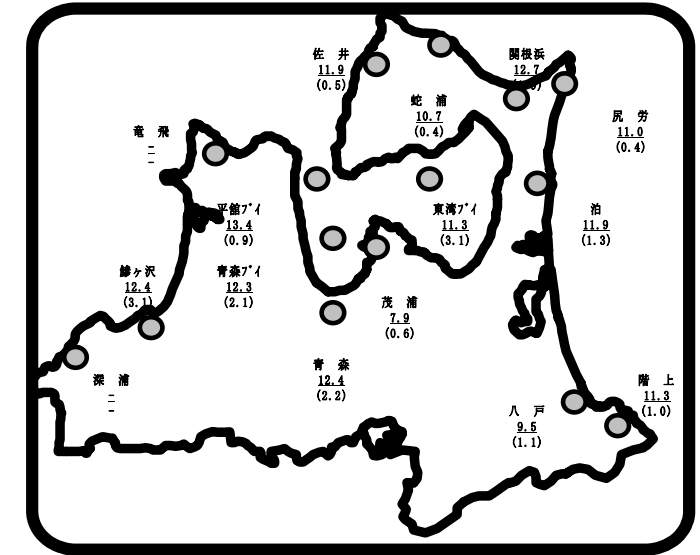 佐 井
11.9
(0.5)
関根浜
12.7
蛇 浦
10.7
(0.4)
尻 労
11.0
(0.4)
竜 飛
--
-
平舘ﾌﾞｲ
13.4
(0.9)
東湾ﾌﾞｲ
11.3
(3.1)
泊
11.9
(1.3)
鰺ヶ沢
12.4
(3.1)
青森ﾌﾞｲ
12.3
(2.1)
茂 浦
7.9
(0.6)
深 浦
--
-
青 森
12.4
(2.2)
八 戸
9.5
(1.1)
階 上
11.3
(1.0)